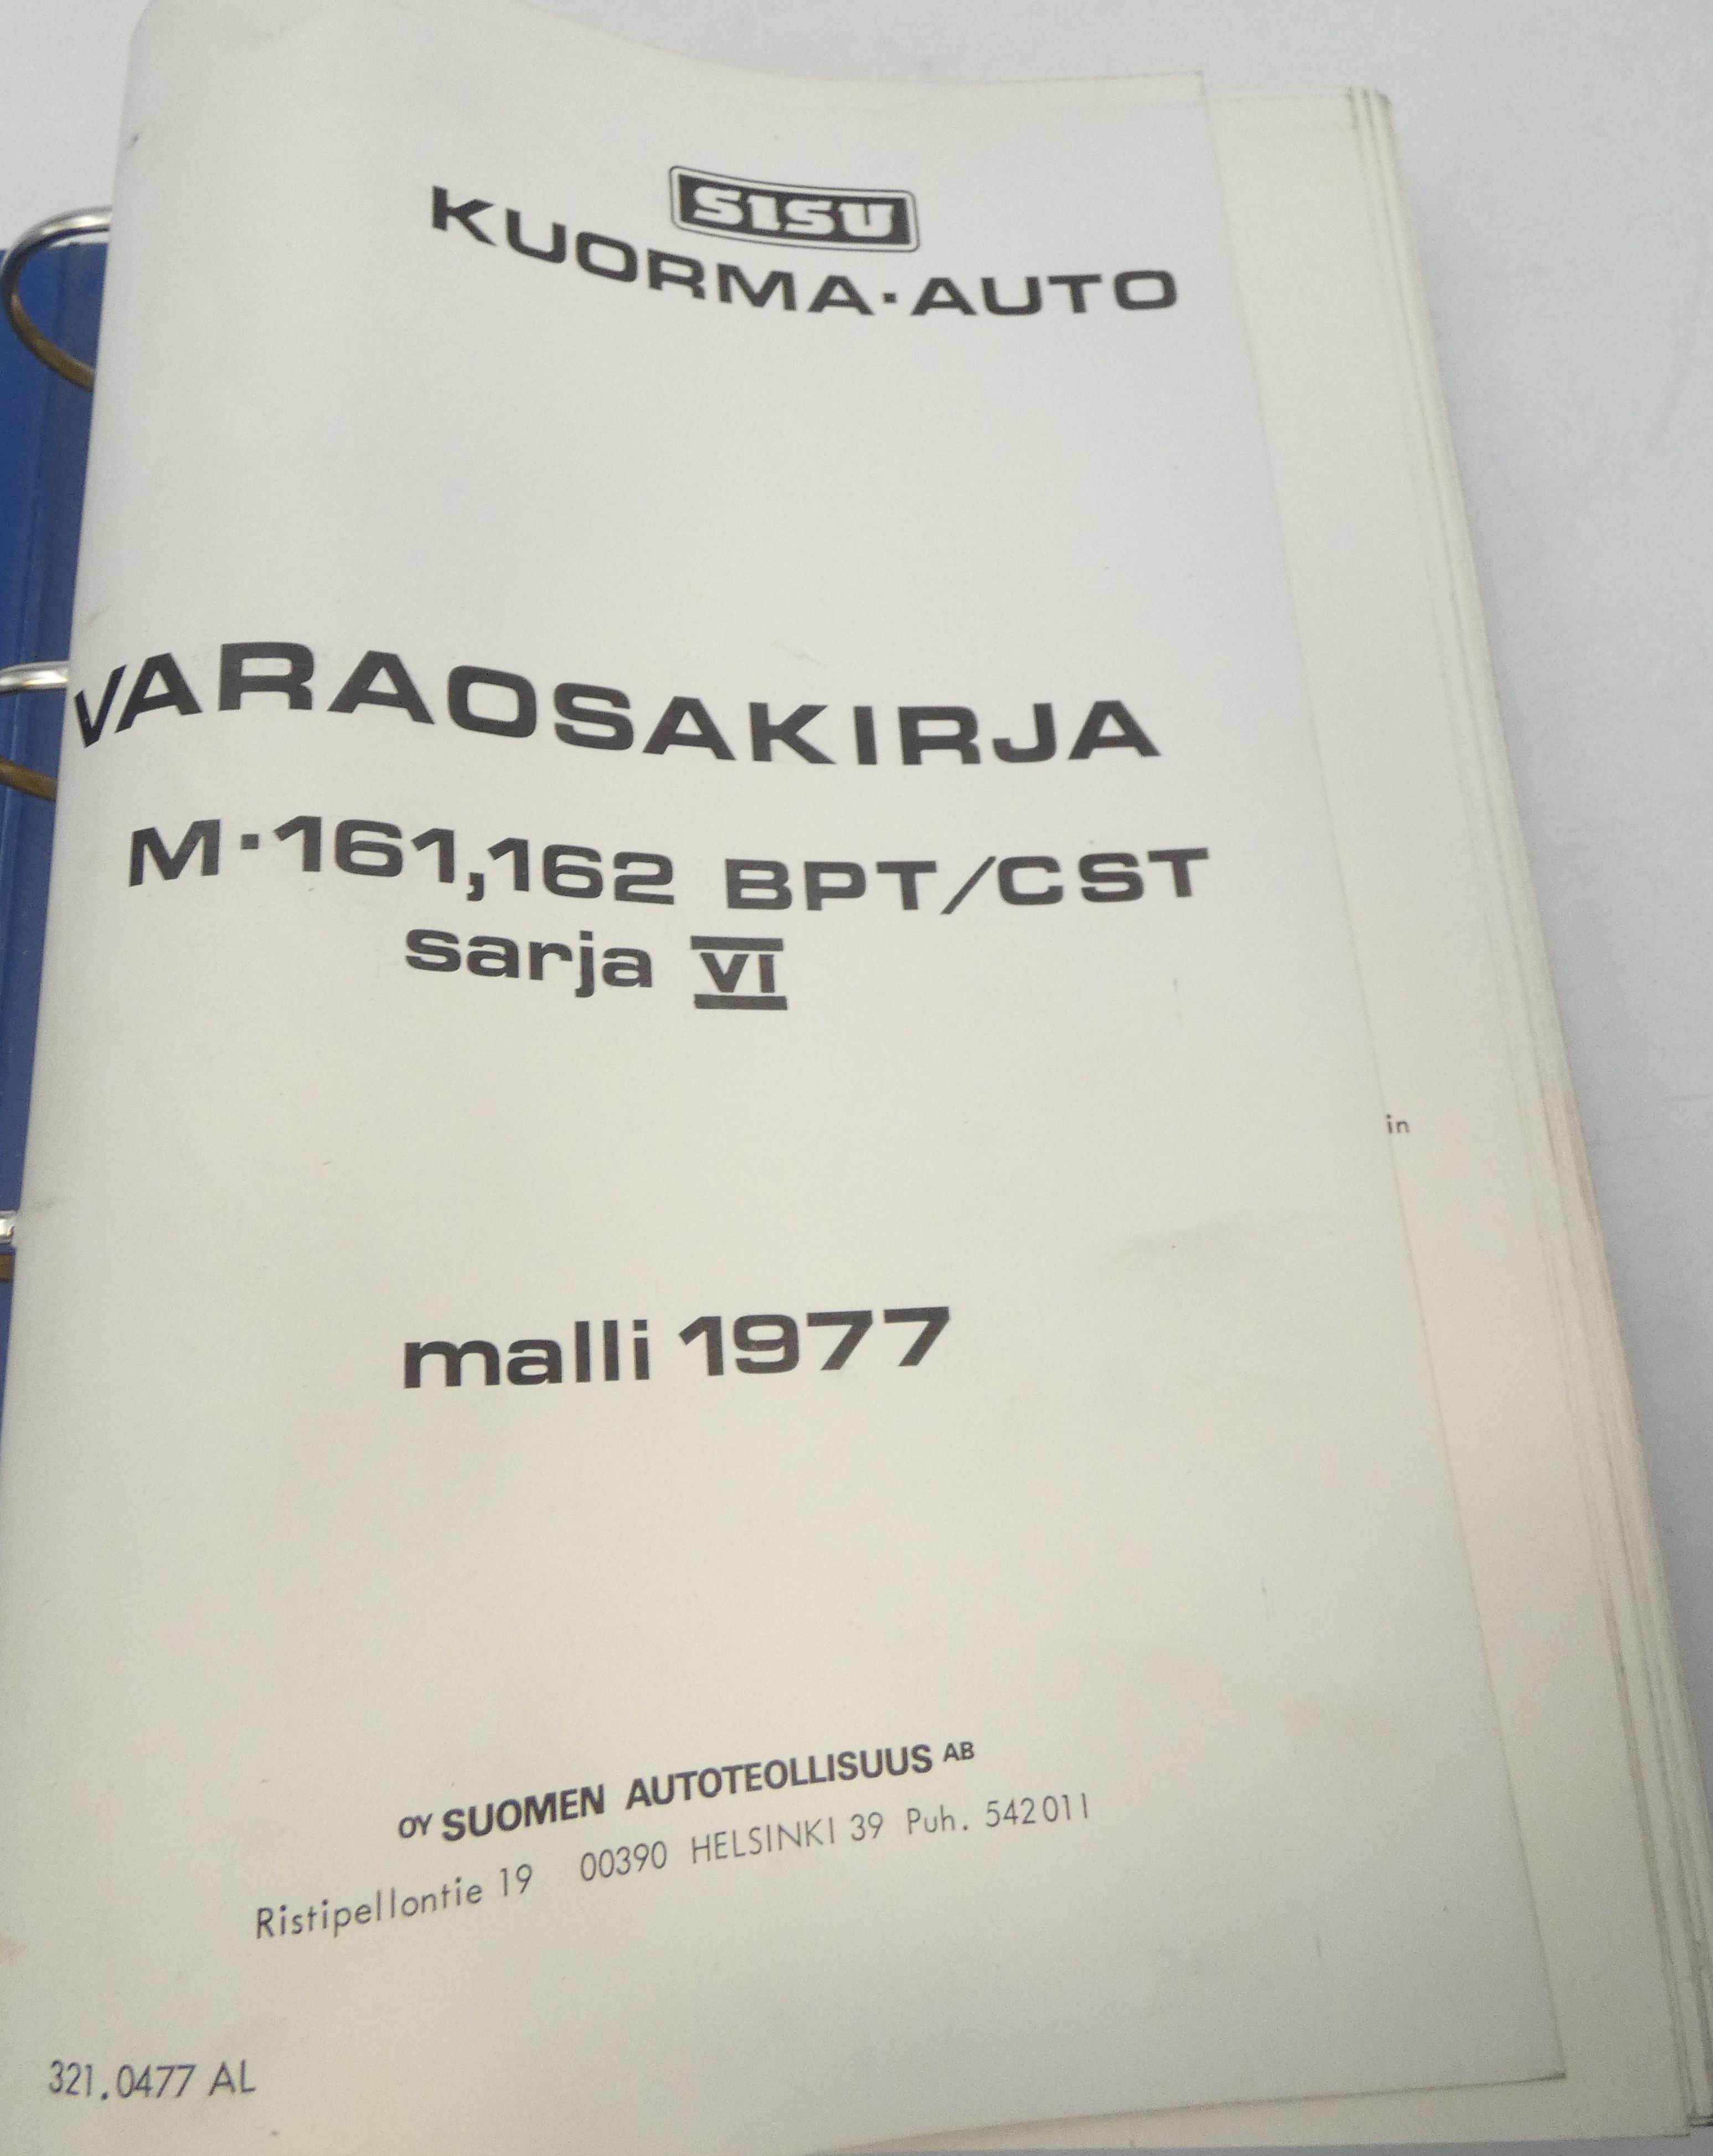 SISU
KUORMA-AUTO
VARAOSAKIRJA
M-161,162 BPT/CST
sarja VI
in
malli 1977
OY SUOMEN AUTOTEOLLISUUS AB
Ristipellontie 19 00390 HELSINKI 39 Puh. 542011
321.0477 AL